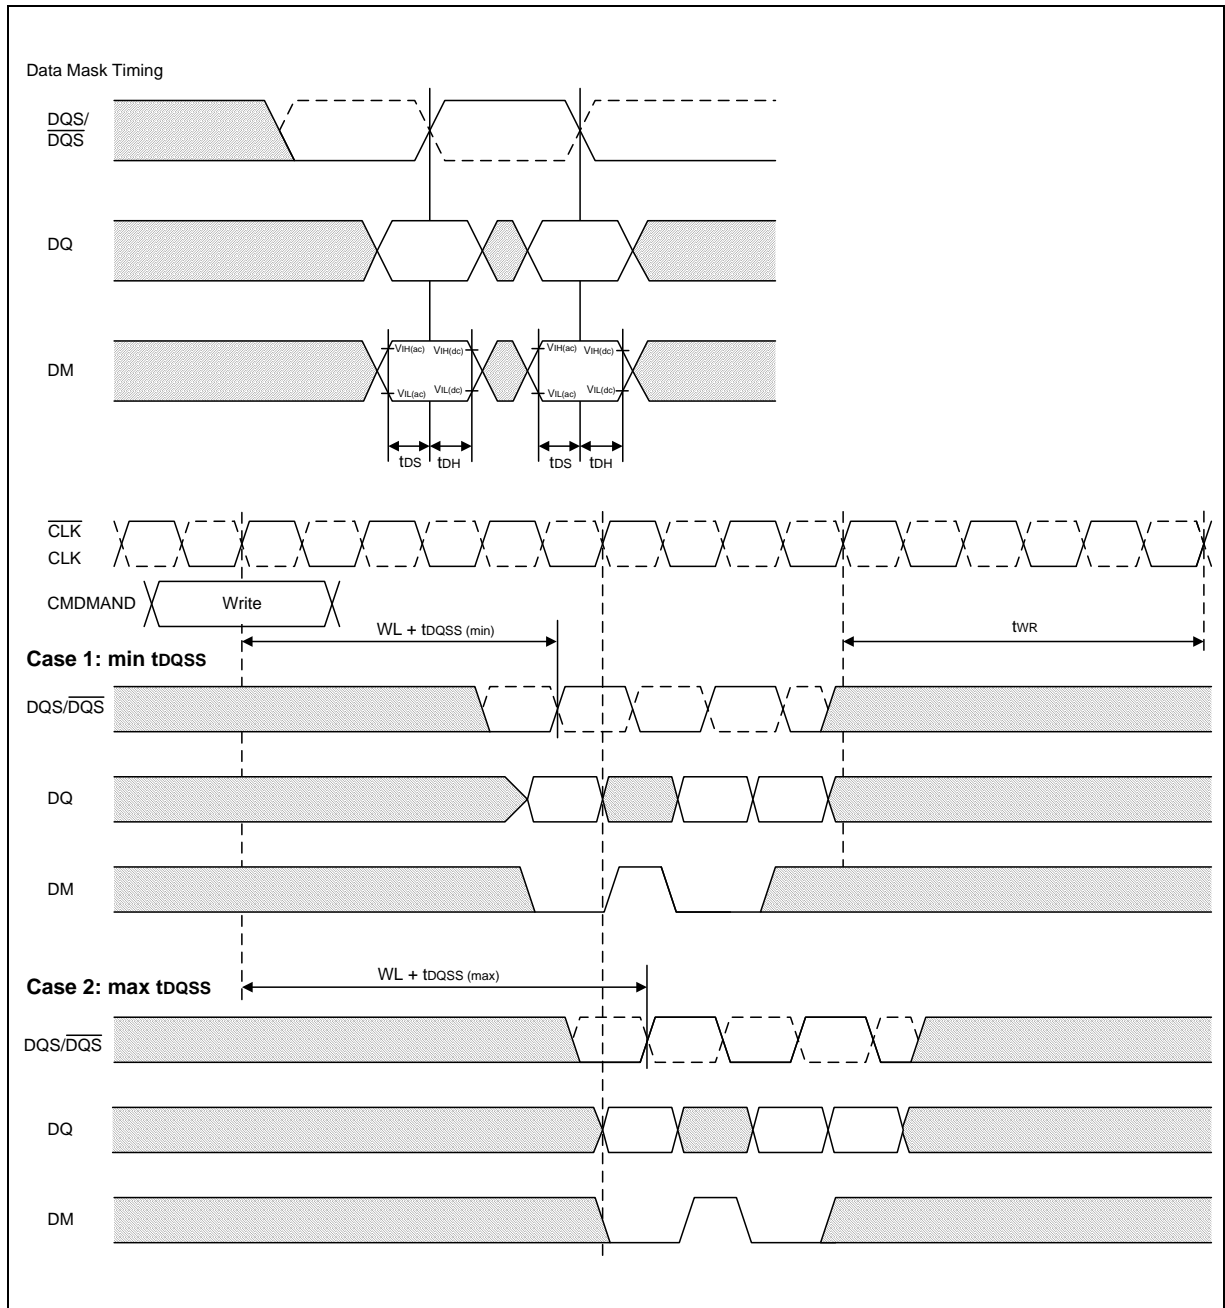 Data Mask Timing
DQS/
DQS
DQ
DM
VIH(ac) VIH(dc) VIH(ac) VIH(dc)
VIL(ac) VIL(dc) VIL(ac) VIL(dc)
tDS tDH tDS tDH
CLK
CLK
CMDMAND Write
WL + tDQSS (min) tWR
Case 1: min tDQSS
DQS/DQS
DQ
DM
WL + tDQSS (max)
Case 2: max tDQSS
DQS/DQS
DQ
DM